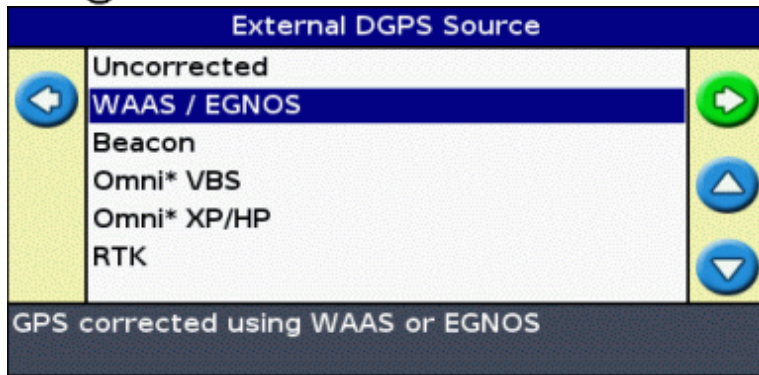 External DGPS Source
Uncorrected
WAAS / EGNOS
Beacon
Omni* VBS
Omni* XP/HP
RTK
GPS corrected using WAAS or EGNOS